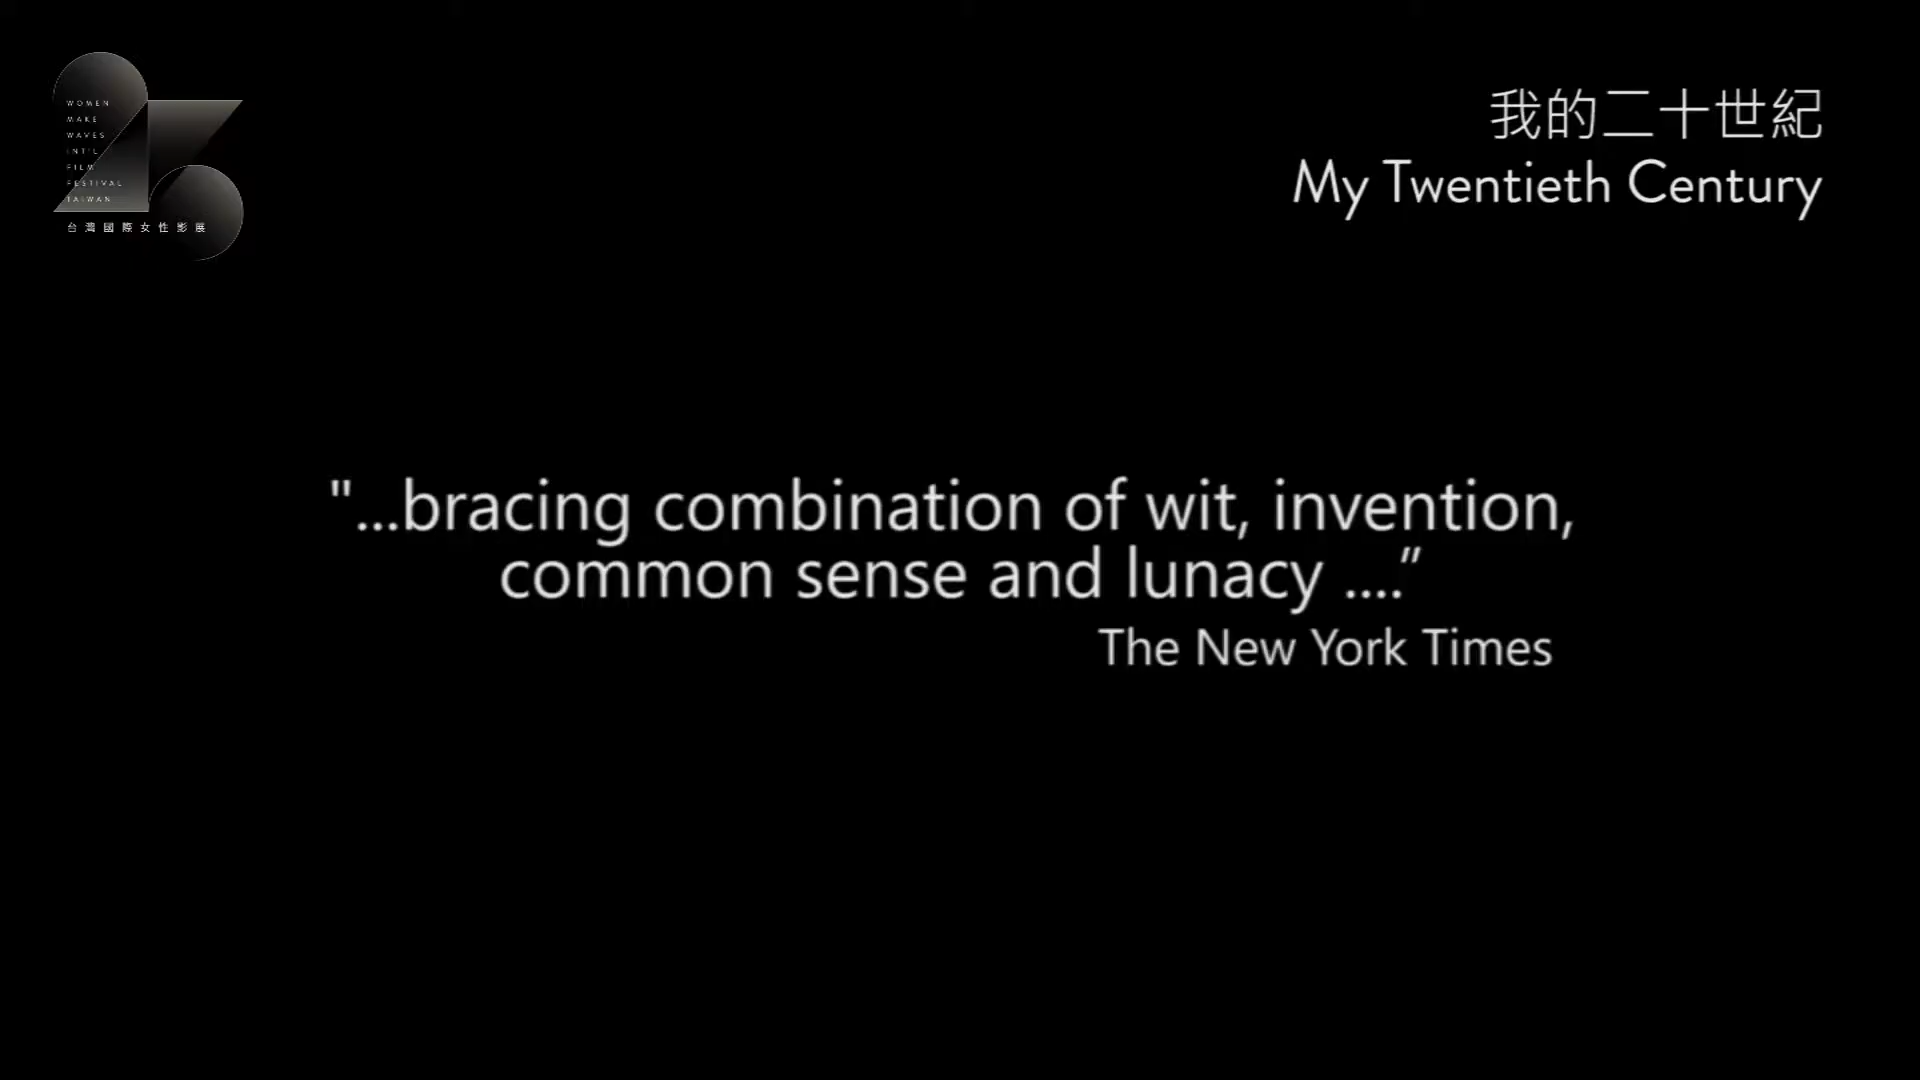 WOMEN
MAKE
WAVES
INT'L
FILM
FESTIVAL
TAIWAN
台灣國際女性影展
我的二十世紀
My Twentieth Century
"...bracing combination of wit, invention,
common sense and lunacy ....”
The New York Times